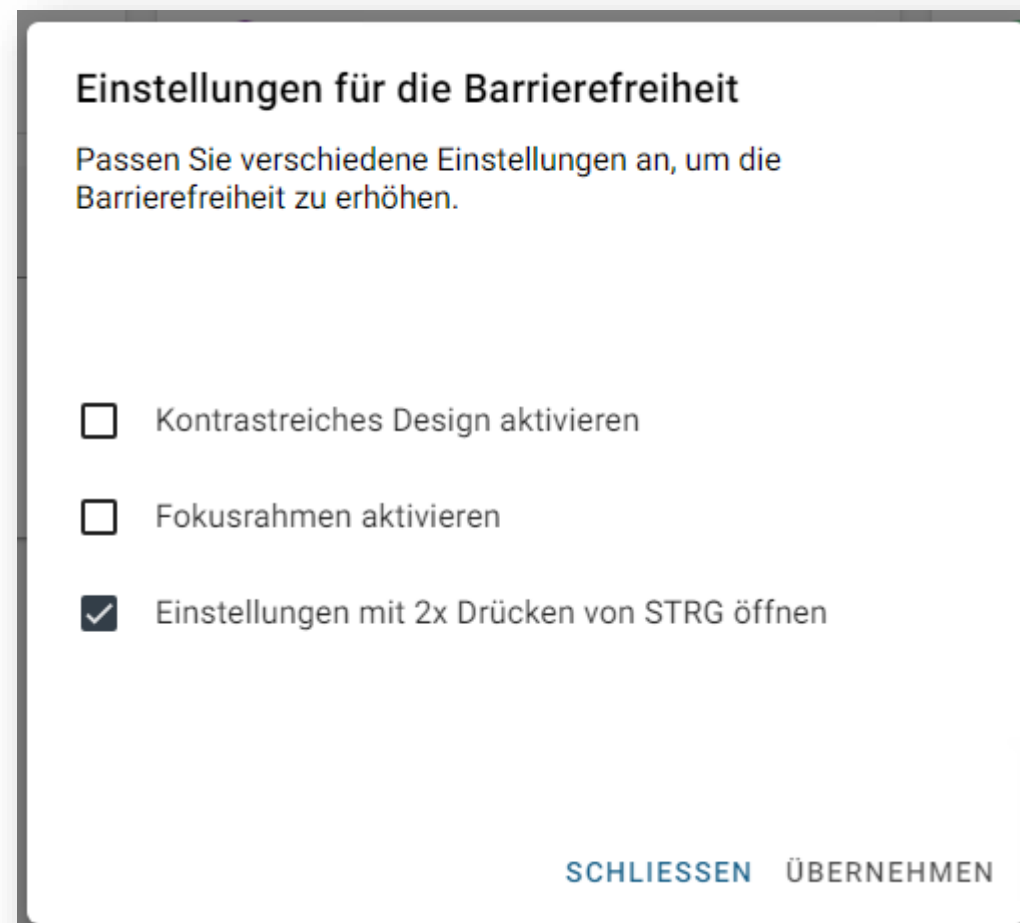 Einstellungen für die Barrierefreiheit
Passen Sie verschiedene Einstellungen an, um die
Barrierefreiheit zu erhöhen.
Kontrastreiches Design aktivieren
Fokusrahmen aktivieren
Einstellungen mit 2x Drücken von STRG öffnen
SCHLIESSEN ÜBERNEHMEN